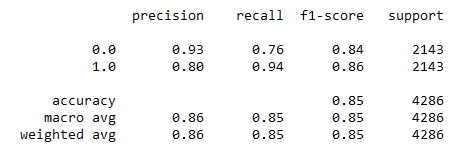 precision recall f1-score support
0.0 0.93 0.76 0.84 2143
1.0 0.80 0.94 0.86 2143
accuracy 0.85 4286
macro avg 0.86 0.85 0.85 4286
weighted avg 0.86 0.85 0.85 4286